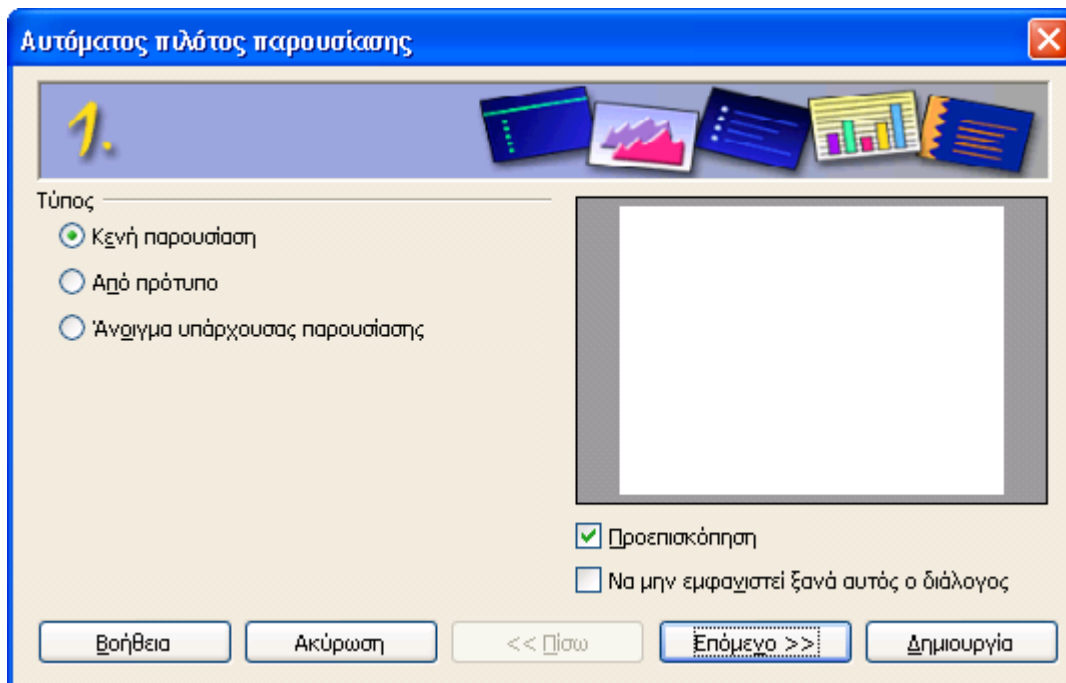 Αυτόματος πιλότος παρουσίασης
1.
Τύπος
Κενή παρουσίαση
Από πρότυπο
Άνοιγμα υπάρχουσας παρουσίασης
Προεπισκόπηση
Να μην εμφανιστεί ξανά αυτός ο διάλογος
Βοήθεια Ακύρωση << Πίσω Επόμενο >> Δημιουργία